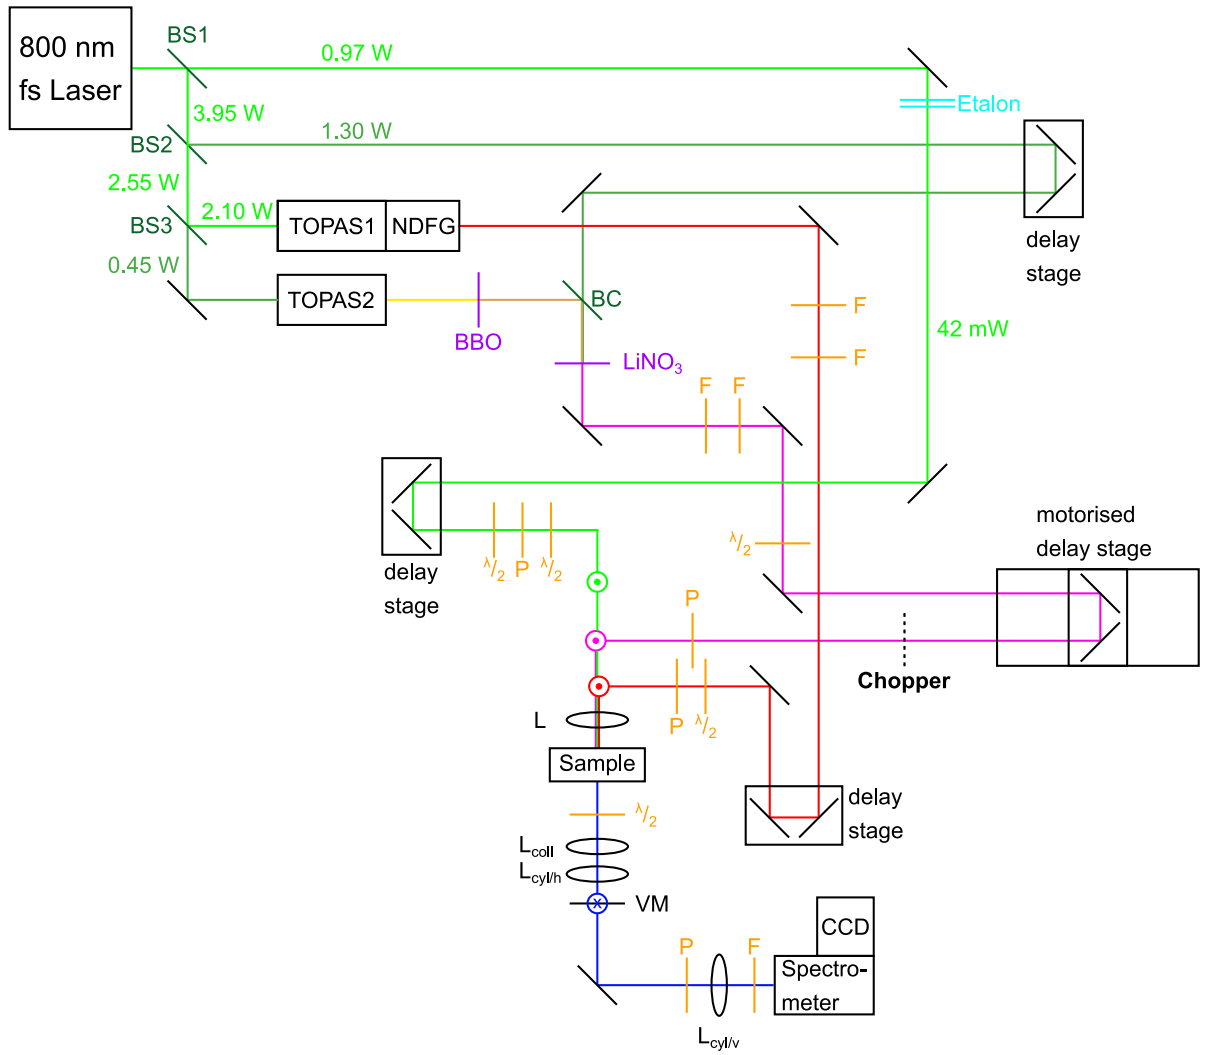 800 nm
fs Laser
BS1
0.97 W
3.95 W
Etalon
BS2
1.30 W
2.55 W
2.10 W
BS3
TOPAS1
NDFG
delay
stage
0.45 W
TOPAS2
BBO
BC
F
42 mW
LiNO₃
F
F
F
motorised
delay stage
λ/2
P
λ/2
λ/2
delay
stage
P
Chopper
P
λ/2
L
Sample
delay
stage
λ/2
Lcoll
Lcyl/h
x
VM
CCD
P
F
Spectro-
meter
Lcyl/v